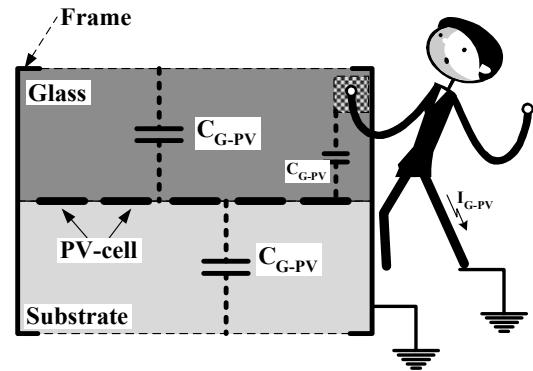 Frame
Glass
C_G-PV
C_G-PV
I_G-PV
PV-cell
C_G-PV
Substrate